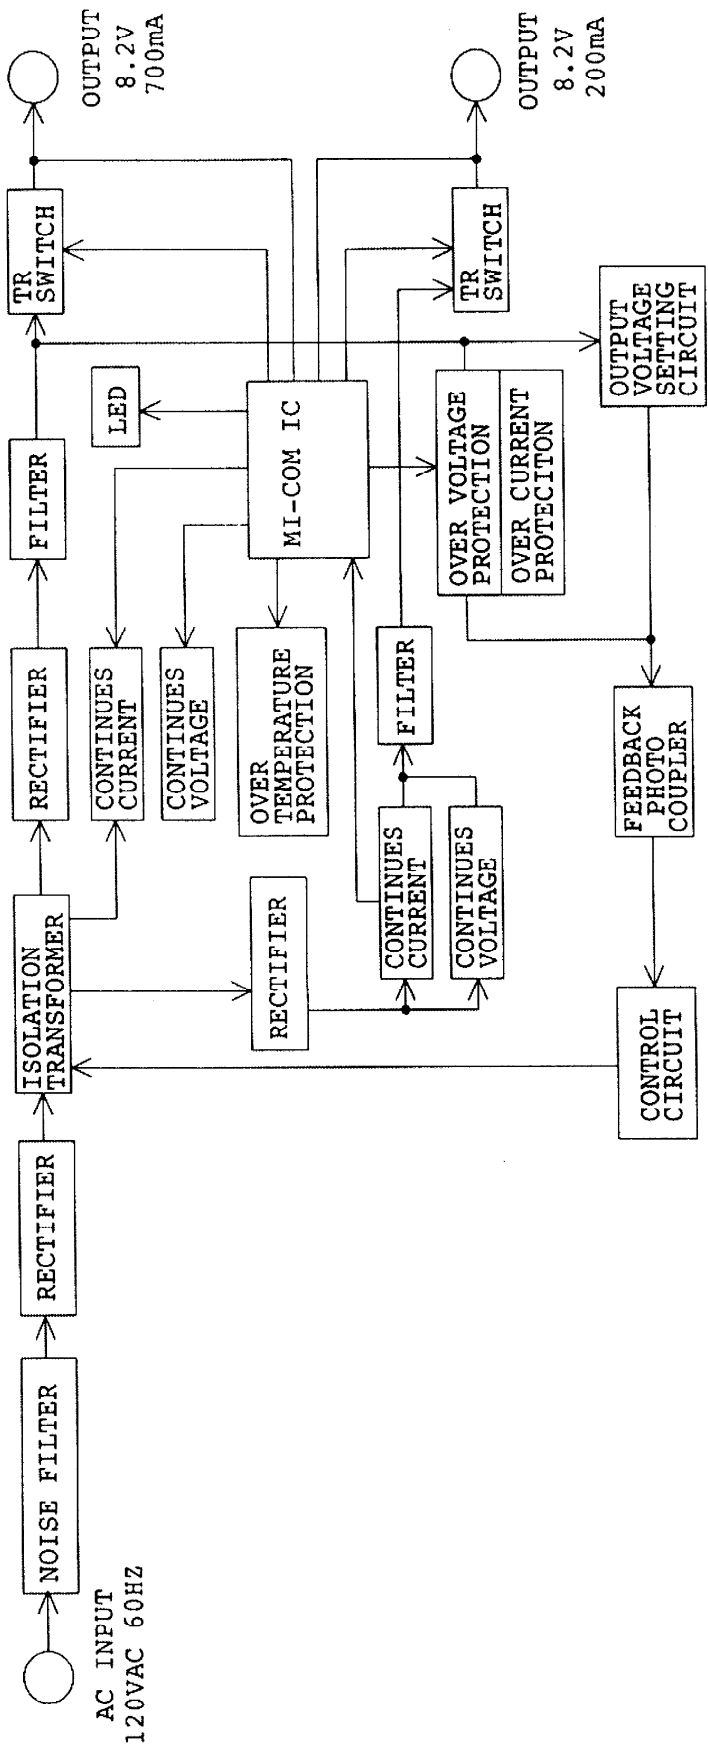 AC INPUT
120VAC 60HZ
NOISE FILTER
RECTIFIER
ISOLATION
TRANSFORMER
RECTIFIER
FILTER
TR
SWITCH
OUTPUT
8.2V
700mA
CONTINUES
CURRENT
CONTINUES
VOLTAGE
LED
MI-COM IC
OVER
TEMPERATURE
PROTECTION
RECTIFIER
CONTINUES
CURRENT
CONTINUES
VOLTAGE
FILTER
TR
SWITCH
OUTPUT
8.2V
200mA
OVER VOLTAGE
PROTECTION
OVER CURRENT
PROTECITON
OUTPUT
VOLTAGE
SETTING
CIRCUIT
FEEDBACK
PHOTO
COUPLER
CONTROL
CIRCUIT